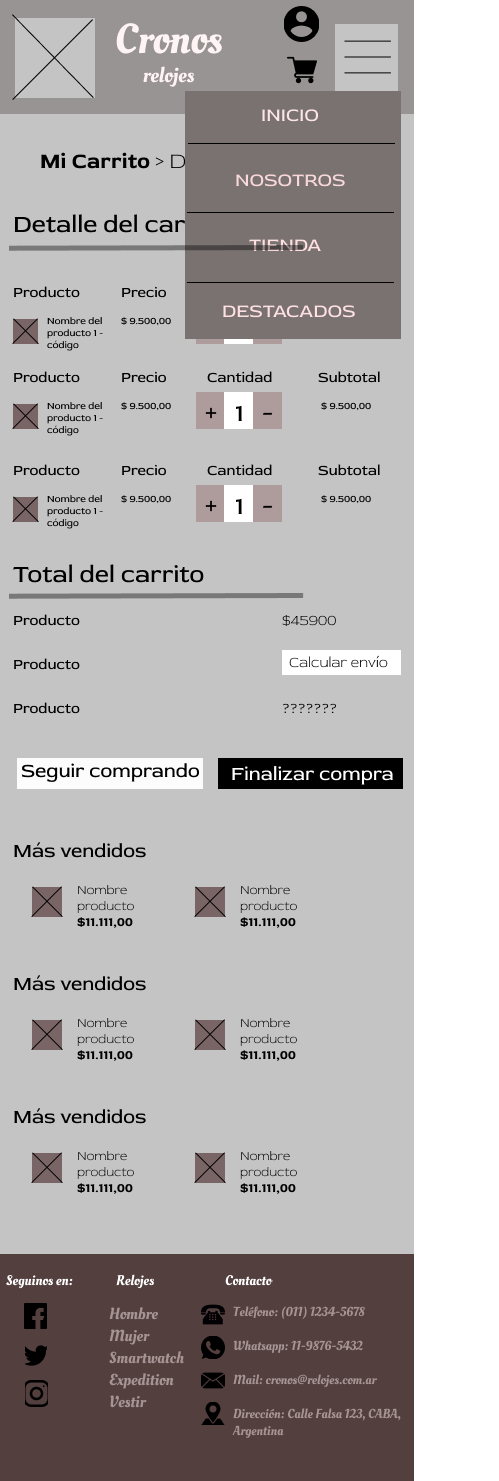 Cronos
relojes
INICIO
NOSOTROS
TIENDA
DESTACADOS
Mi Carrito > D
Detalle del car
Producto Precio
Nombre del $ 9.500,00
producto 1 -
código
Producto Precio Cantidad Subtotal
Nombre del $ 9.500,00 + 1 - $ 9.500,00
producto 1 -
código
Producto Precio Cantidad Subtotal
Nombre del $ 9.500,00 + 1 - $ 9.500,00
producto 1 -
código
Total del carrito
Producto $45900
Producto Calcular envío
Producto ???????
Seguir comprando Finalizar compra
Más vendidos
Nombre Nombre
producto producto
$11.111,00 $11.111,00
Más vendidos
Nombre Nombre
producto producto
$11.111,00 $11.111,00
Más vendidos
Nombre Nombre
producto producto
$11.111,00 $11.111,00
Seguinos en: Relojes Contacto
Hombre Teléfono: (011) 1234-5678
Mujer Whatsapp: 11-9876-5432
Smartwatch
Expedition Mail: cronos@relojes.com.ar
Vestir Dirección: Calle Falsa 123, CABA,
Argentina